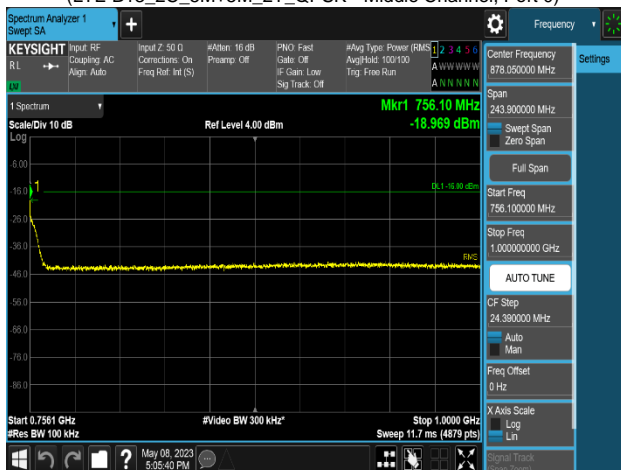 Spectrum Analyzer 1
Swept SA
+
Frequency
KEYSIGHT
RL
Input: RF
Coupling: AC
Align: Auto
Input Z: 50 Ω
Corrections: On
Freq Ref: Int (S)
#Atten: 16 dB
Preamp: Off
PNO: Fast
Gate: Off
IF Gain: Low
Sig Track: Off
#Avg Type: Power (RMS
Avg|Hold: 100/100
Trig: Free Run
1 2 3 4 5 6
A W W W W W
A N N N N N
1 Spectrum
Scale/Div 10 dB
Ref Level 4.00 dBm
Mkr1 756.10 MHz
-18.969 dBm
Log
1
DL1 -16.00 dBm
RMS
-6.00
-16.0
-26.0
-36.0
-46.0
-56.0
-66.0
-76.0
-86.0
Start 0.7561 GHz
#Res BW 100 kHz
#Video BW 300 kHz*
Stop 1.0000 GHz
Sweep 11.7 ms (4879 pts)
Center Frequency
878.050000 MHz
Settings
Span
243.900000 MHz
Swept Span
Zero Span
Full Span
Start Freq
756.100000 MHz
Stop Freq
1.000000000 GHz
AUTO TUNE
CF Step
24.390000 MHz
Auto
Man
Freq Offset
0 Hz
X Axis Scale
Log
Lin
Signal Track
(Span Zoom)
?
May 08, 2023
5:05:40 PM